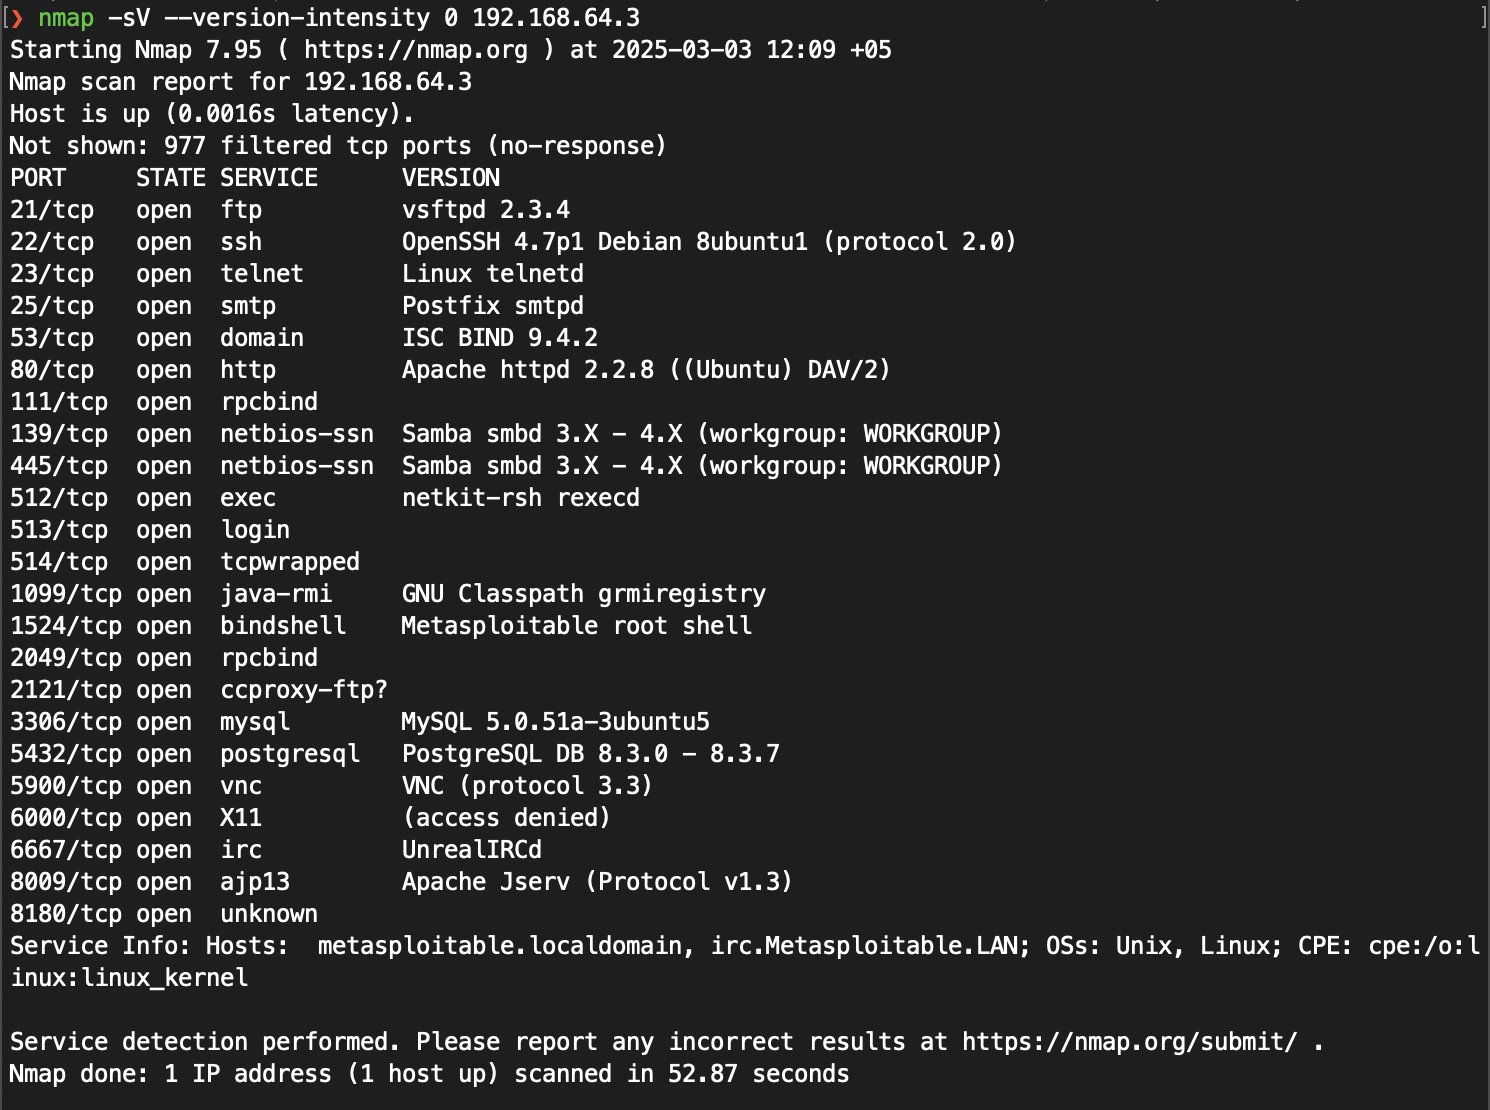 [❯ nmap -sV --version-intensity 0 192.168.64.3 ]
Starting Nmap 7.95 ( https://nmap.org ) at 2025-03-03 12:09 +05
Nmap scan report for 192.168.64.3
Host is up (0.0016s latency).
Not shown: 977 filtered tcp ports (no-response)
PORT     STATE SERVICE      VERSION
21/tcp   open  ftp          vsftpd 2.3.4
22/tcp   open  ssh          OpenSSH 4.7p1 Debian 8ubuntu1 (protocol 2.0)
23/tcp   open  telnet       Linux telnetd
25/tcp   open  smtp         Postfix smtpd
53/tcp   open  domain       ISC BIND 9.4.2
80/tcp   open  http         Apache httpd 2.2.8 ((Ubuntu) DAV/2)
111/tcp  open  rpcbind
139/tcp  open  netbios-ssn  Samba smbd 3.X - 4.X (workgroup: WORKGROUP)
445/tcp  open  netbios-ssn  Samba smbd 3.X - 4.X (workgroup: WORKGROUP)
512/tcp  open  exec         netkit-rsh rexecd
513/tcp  open  login
514/tcp  open  tcpwrapped
1099/tcp open  java-rmi     GNU Classpath grmiregistry
1524/tcp open  bindshell    Metasploitable root shell
2049/tcp open  rpcbind
2121/tcp open  ccproxy-ftp?
3306/tcp open  mysql        MySQL 5.0.51a-3ubuntu5
5432/tcp open  postgresql   PostgreSQL DB 8.3.0 - 8.3.7
5900/tcp open  vnc          VNC (protocol 3.3)
6000/tcp open  X11          (access denied)
6667/tcp open  irc          UnrealIRCd
8009/tcp open  ajp13        Apache Jserv (Protocol v1.3)
8180/tcp open  unknown
Service Info: Hosts:  metasploitable.localdomain, irc.Metasploitable.LAN; OSs: Unix, Linux; CPE: cpe:/o:l
inux:linux_kernel
Service detection performed. Please report any incorrect results at https://nmap.org/submit/ .
Nmap done: 1 IP address (1 host up) scanned in 52.87 seconds